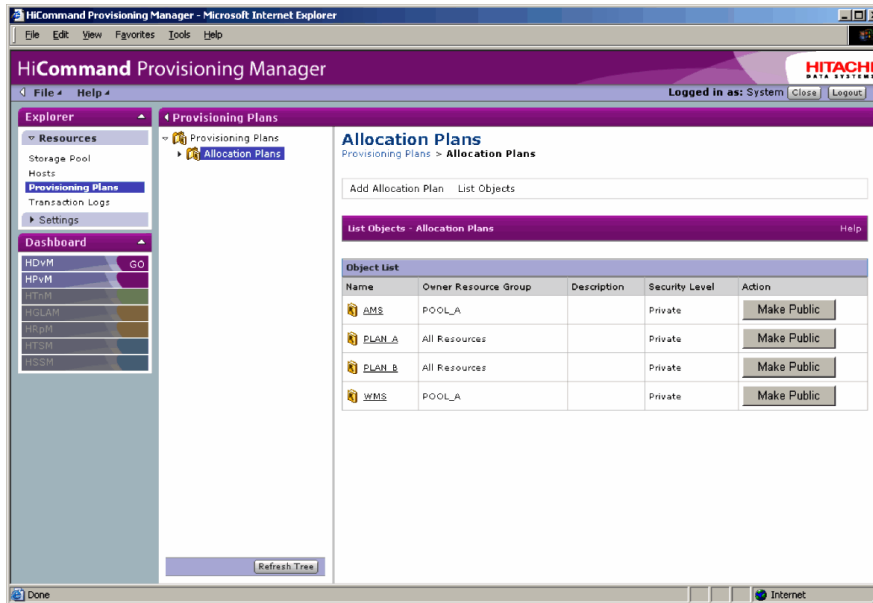 HiCommand Provisioning Manager - Microsoft Internet Explorer
File Edit View Favorites Tools Help
HiCommand Provisioning Manager
HITACHI
DATA SYSTEMS
File Help
Logged in as: System Close Logout
Explorer
Resources
Storage Pool
Hosts
Provisioning Plans
Transaction Logs
Settings
Dashboard
HDvM GO
HPvM
HTnM
HGLAM
HRpM
HTSM
HSSM
Provisioning Plans
Provisioning Plans
Allocation Plans
Refresh Tree
Allocation Plans
Provisioning Plans > Allocation Plans
Add Allocation Plan List Objects
List Objects - Allocation Plans Help
Object List
Name Owner Resource Group Description Security Level Action
AMS POOL_A Private Make Public
PLAN_A All Resources Private Make Public
PLAN_B All Resources Private Make Public
WMS POOL_A Private Make Public
Done Internet